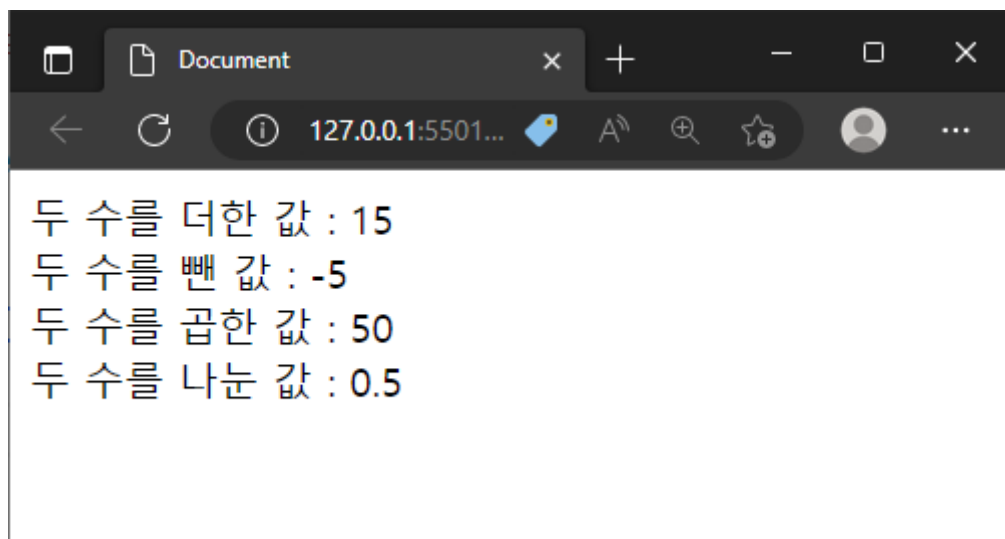 Document
127.0.0.1:5501...
두 수를 더한 값 : 15
두 수를 뺀 값 : -5
두 수를 곱한 값 : 50
두 수를 나눈 값 : 0.5